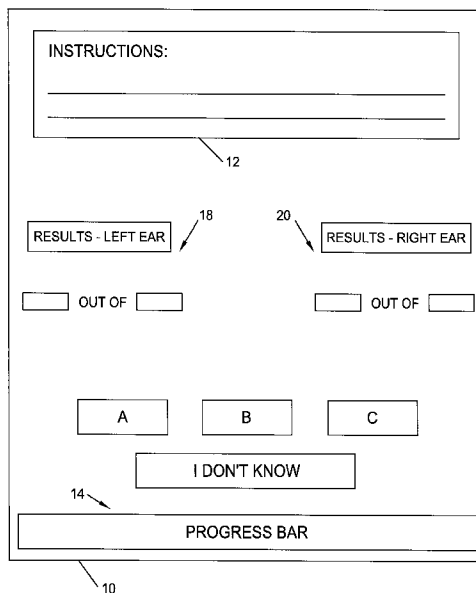 INSTRUCTIONS:
12
18
20
RESULTS - LEFT EAR
RESULTS - RIGHT EAR
OUT OF
OUT OF
A
B
C
I DON'T KNOW
14
PROGRESS BAR
10